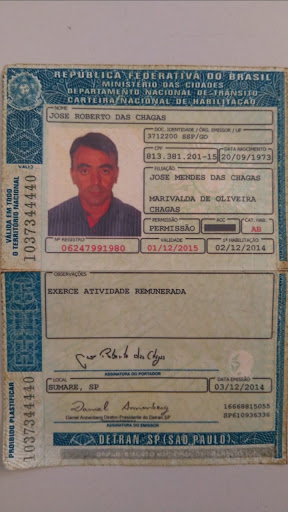 REPÚBLICA FEDERATIVA DO BRASIL
MINISTÉRIO DAS CIDADES
DEPARTAMENTO NACIONAL DE TRÂNSITO
CARTEIRA NACIONAL DE HABILITAÇÃO
NOME
JOSE ROBERTO DAS CHAGAS
DOC. IDENTIDADE / ÓRG. EMISSOR / UF
3712200 SSP/GO
CPF
DATA NASCIMENTO
813.381.201-15
20/09/1973
FILIAÇÃO
JOSE MENDES DAS CHAGAS
MARIVALDA DE OLIVEIRA
CHAGAS
PERMISSÃO
ACC
CAT. HAB.
PERMISSÃO
AB
Nº REGISTRO
VALIDADE
1ª HABILITAÇÃO
06247991980
01/12/2015
02/12/2014
VÁLIDA EM TODO
O TERRITÓRIO NACIONAL
1037344440
OBSERVAÇÕES
EXERCE ATIVIDADE REMUNERADA
Jose Roberto das Chagas
ASSINATURA DO PORTADOR
LOCAL
DATA EMISSÃO
SUMARE, SP
03/12/2014
Daniel Annenberg
Daniel Annenberg Diretor-Presidente do Detran-SP
ASSINATURA DO EMISSOR
16668815055
SP610936336
PROIBIDO PLASTIFICAR
1037344440
DETRAN-SP (SÃO PAULO)